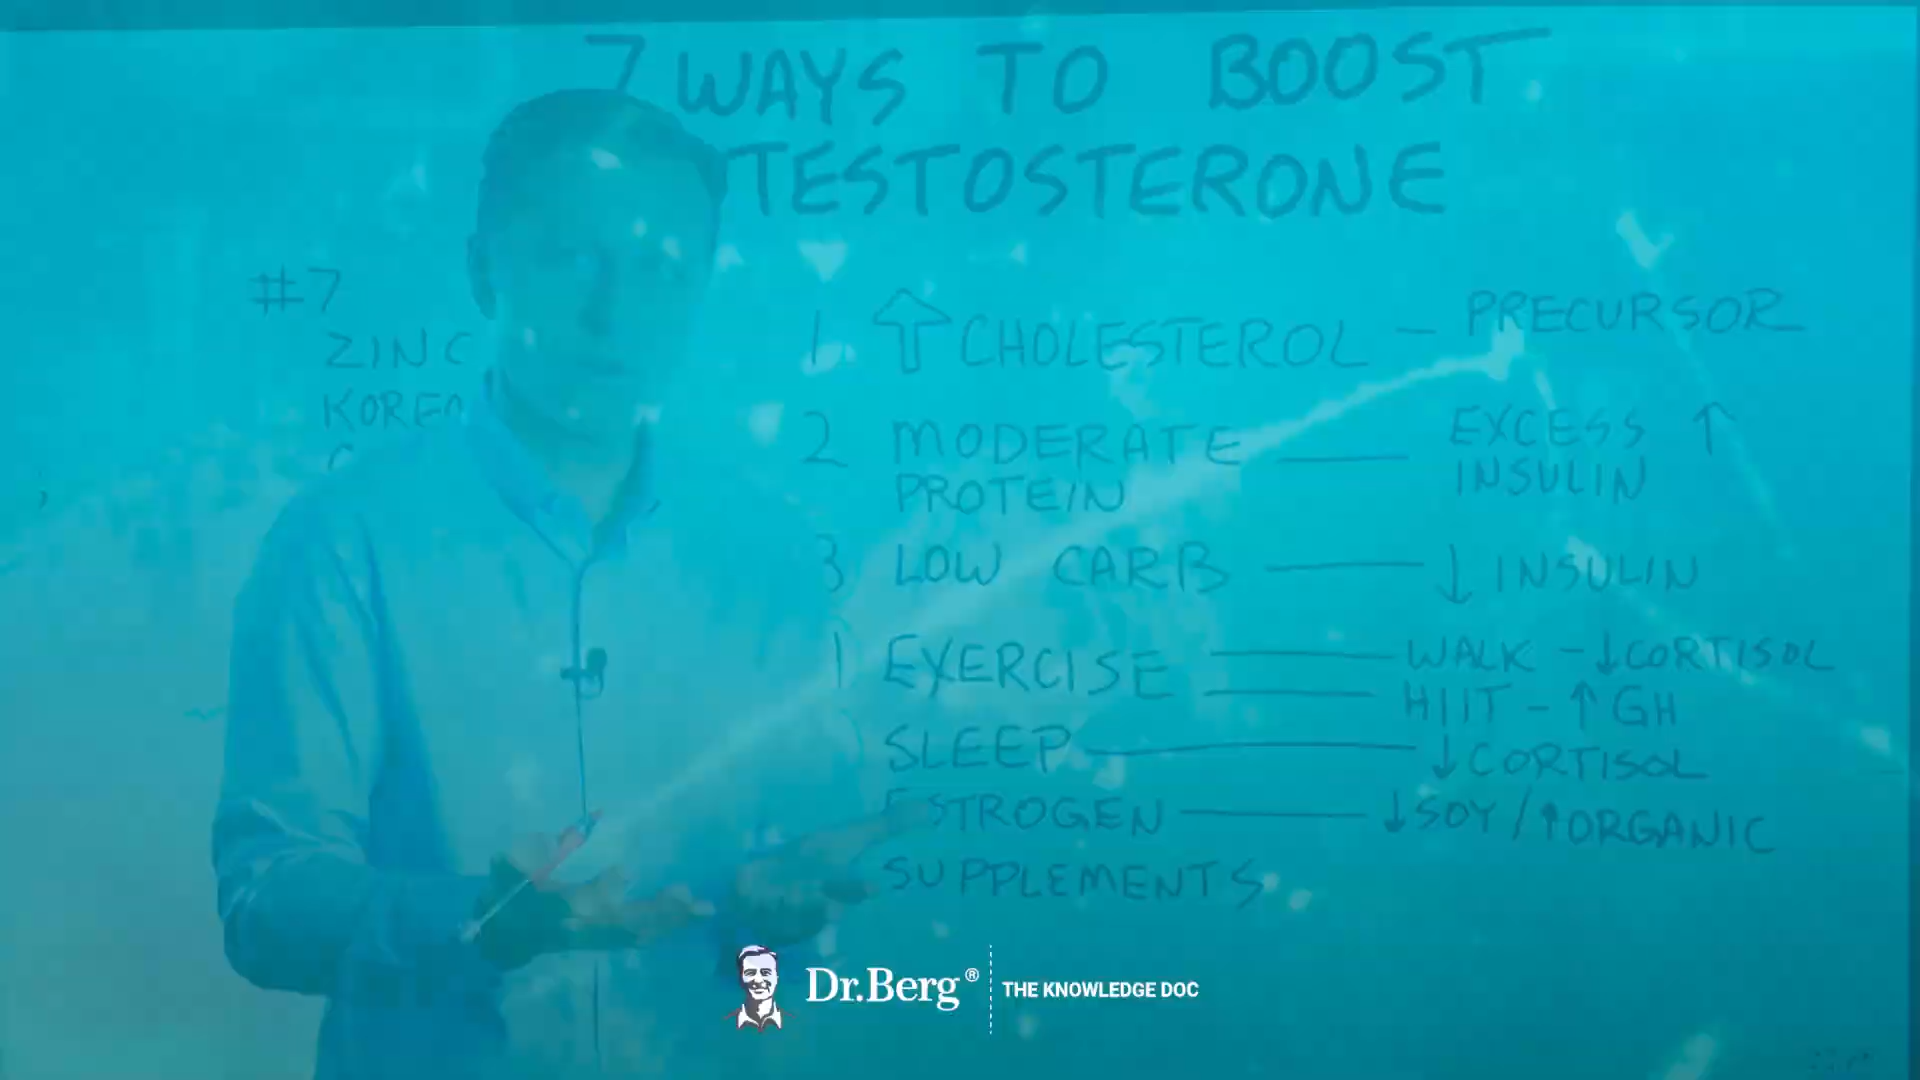 7 WAYS TO BOOST
TESTOSTERONE
#7
ZINC
1 ⇧ CHOLESTEROL — PRECURSOR
2 MODERATE PROTEIN — EXCESS ↑ INSULIN
3 LOW CARB — ↓ INSULIN
EXERCISE — WALK - ↓ CORTISOL
HIIT - ↑ GH
SLEEP — ↓ CORTISOL
ESTROGEN — ↓ SOY / ↑ ORGANIC
SUPPLEMENTS
Dr.Berg® THE KNOWLEDGE DOC